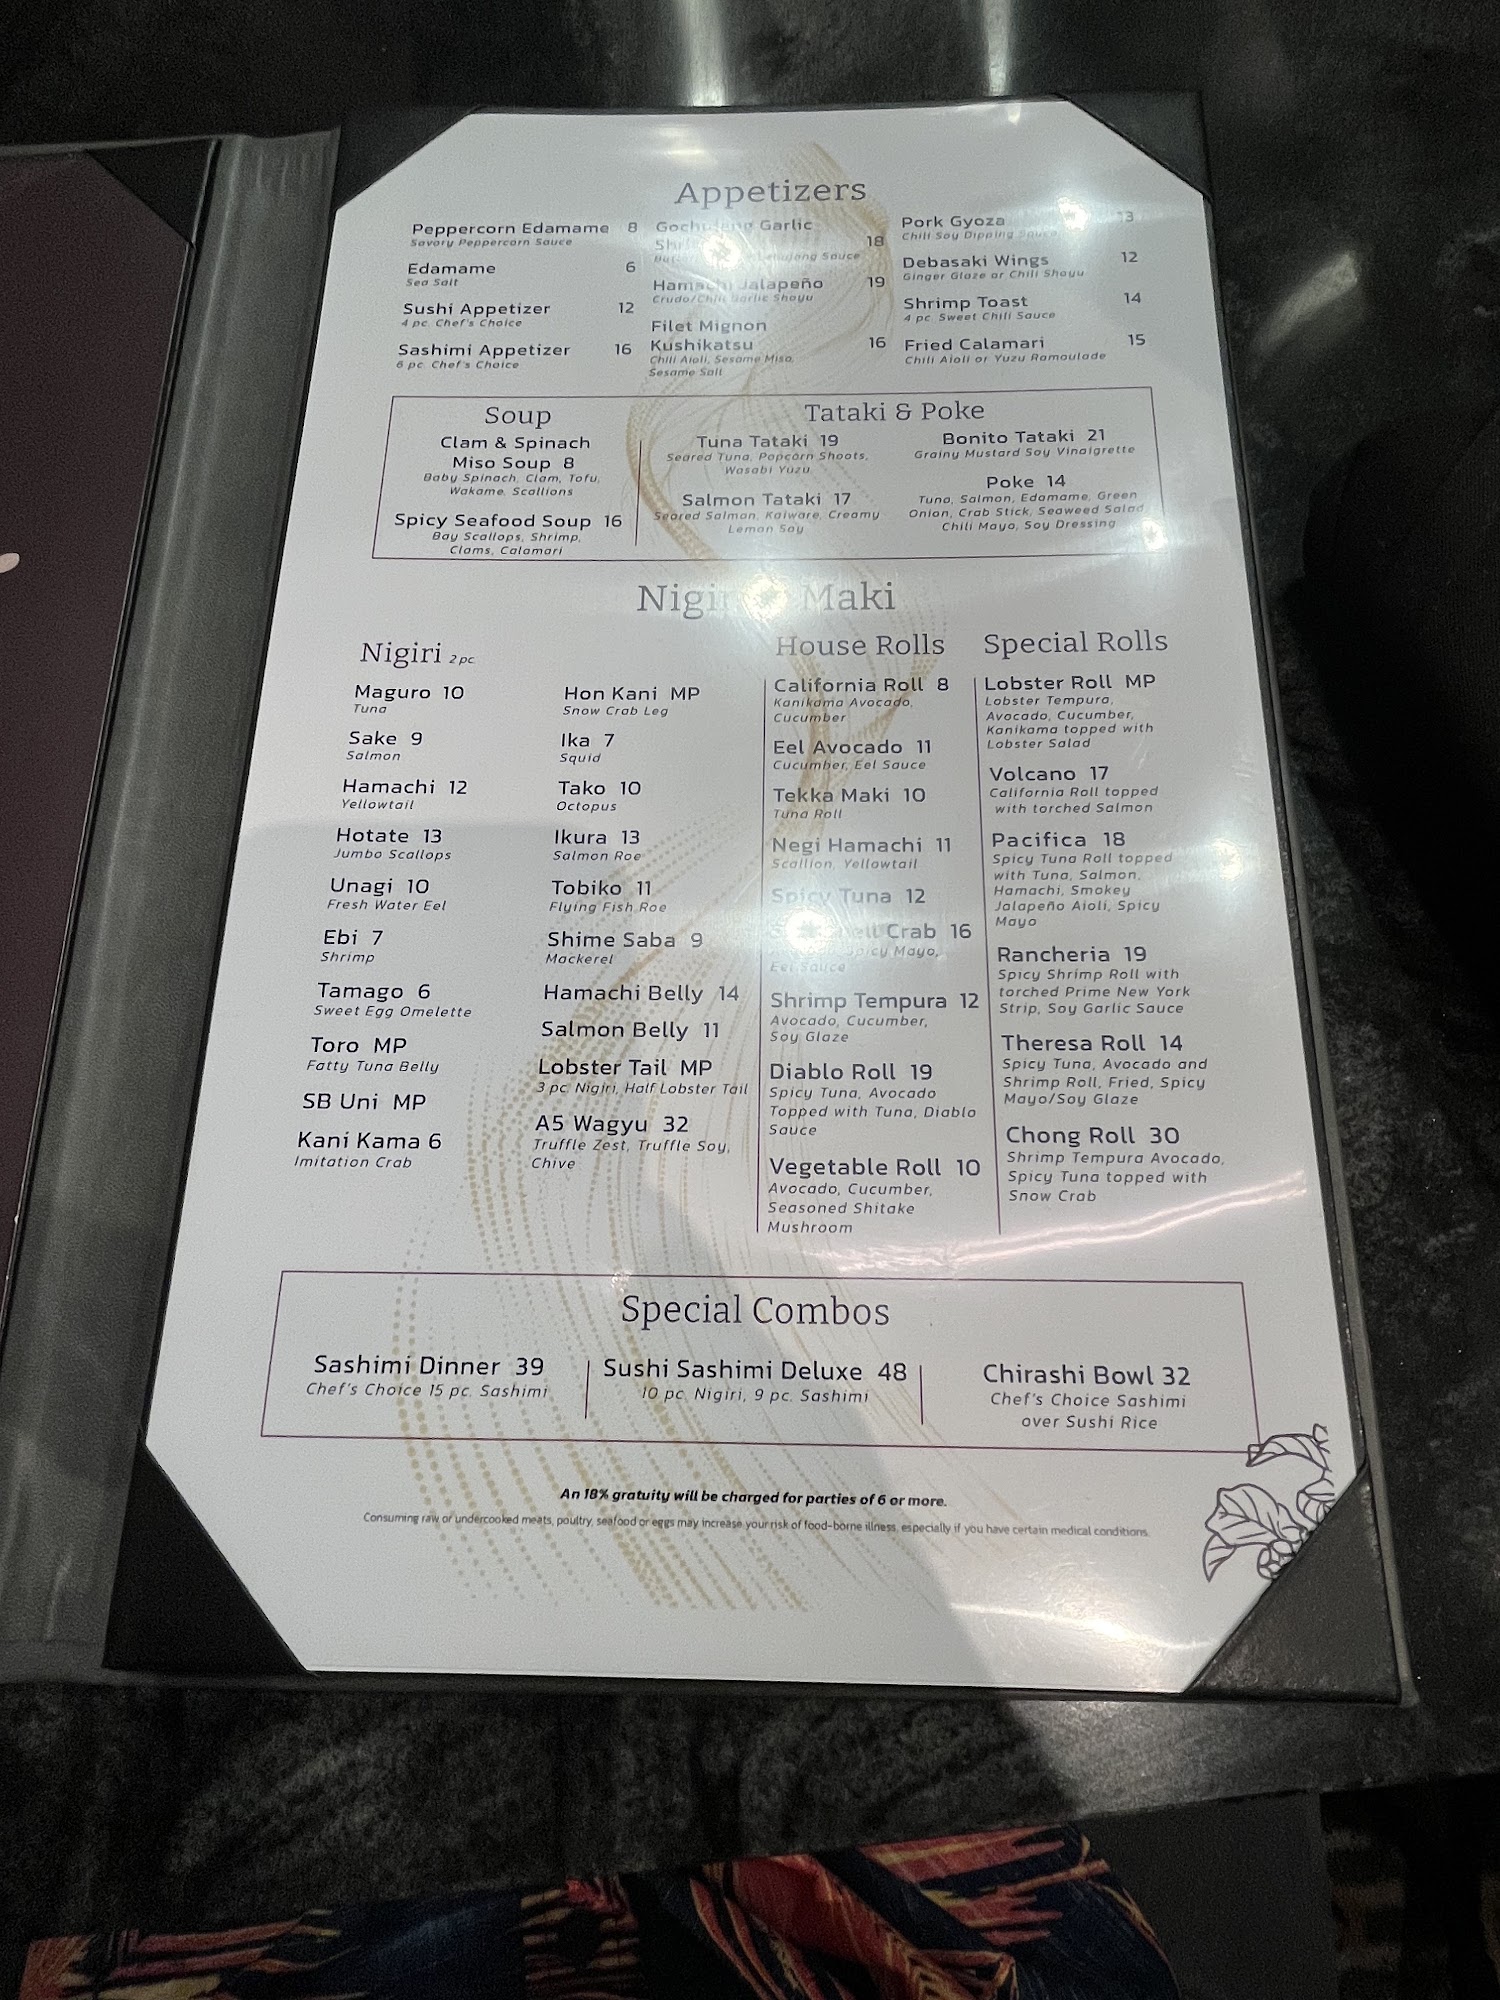 Appetizers
Peppercorn Edamame 8
Savory Peppercorn Sauce
Edamame 6
Sea Salt
Sushi Appetizer 12
4 pc. Chef's Choice
Sashimi Appetizer 16
6 pc. Chef's Choice
Gochujang Garlic
18
Sauce
Hamachi Jalapeño 19
Crudo/Chili Garlic Shoyu
Filet Mignon
Kushikatsu 16
Chili Aioli, Sesame Miso,
Sesame Salt
Pork Gyoza 13
Chili Soy Dipping Sauce
Debasaki Wings 12
Ginger Glaze or Chili Shoyu
Shrimp Toast 14
4 pc. Sweet Chili Sauce
Fried Calamari 15
Chili Aioli or Yuzu Remoulade
Soup
Clam & Spinach
Miso Soup 8
Baby Spinach, Clam, Tofu,
Wakame, Scallions
Spicy Seafood Soup 16
Bay Scallops, Shrimp,
Clams, Calamari
Tataki & Poke
Tuna Tataki 19
Seared Tuna, Popcorn Shoots,
Wasabi Yuzu
Salmon Tataki 17
Seared Salmon, Kaiware, Creamy
Lemon Soy
Bonito Tataki 21
Grainy Mustard Soy Vinaigrette
Poke 14
Tuna, Salmon, Edamame, Green
Onion, Crab Stick, Seaweed Salad
Chili Mayo, Soy Dressing
Nigiri Maki
Nigiri 2 pc
Maguro 10
Tuna
Sake 9
Salmon
Hamachi 12
Yellowtail
Hotate 13
Jumbo Scallops
Unagi 10
Fresh Water Eel
Ebi 7
Shrimp
Tamago 6
Sweet Egg Omelette
Toro MP
Fatty Tuna Belly
SB Uni MP
Kani Kama 6
Imitation Crab
Hon Kani MP
Snow Crab Leg
Ika 7
Squid
Tako 10
Octopus
Ikura 13
Salmon Roe
Tobiko 11
Flying Fish Roe
Shime Saba 9
Mackerel
Hamachi Belly 14
Salmon Belly 11
Lobster Tail MP
3 pc. Nigiri, Half Lobster Tail
A5 Wagyu 32
Truffle Zest, Truffle Soy,
Chive
House Rolls
California Roll 8
Kanikama Avocado,
Cucumber
Eel Avocado 11
Cucumber, Eel Sauce
Tekka Maki 10
Tuna Roll
Negi Hamachi 11
Scallion, Yellowtail
Spicy Tuna 12
Crab 16
Spicy Mayo,
Eel Sauce
Shrimp Tempura 12
Avocado, Cucumber,
Soy Glaze
Diablo Roll 19
Spicy Tuna, Avocado
Topped with Tuna, Diablo
Sauce
Vegetable Roll 10
Avocado, Cucumber,
Seasoned Shitake
Mushroom
Special Rolls
Lobster Roll MP
Lobster Tempura,
Avocado, Cucumber,
Kanikama topped with
Lobster Salad
Volcano 17
California Roll topped
with torched Salmon
Pacifica 18
Spicy Tuna Roll topped
with Tuna, Salmon,
Hamachi, Smokey
Jalapeño Aioli, Spicy
Mayo
Rancheria 19
Spicy Shrimp Roll with
torched Prime New York
Strip, Soy Garlic Sauce
Theresa Roll 14
Spicy Tuna, Avocado and
Shrimp Roll, Fried, Spicy
Mayo/Soy Glaze
Chong Roll 30
Shrimp Tempura Avocado,
Spicy Tuna topped with
Snow Crab
Special Combos
Sashimi Dinner 39
Chef's Choice 15 pc. Sashimi
Sushi Sashimi Deluxe 48
10 pc. Nigiri, 9 pc. Sashimi
Chirashi Bowl 32
Chef's Choice Sashimi
over Sushi Rice
An 18% gratuity will be charged for parties of 6 or more.
Consuming raw or undercooked meats, poultry, seafood or eggs may increase your risk of food-borne illness, especially if you have certain medical conditions.